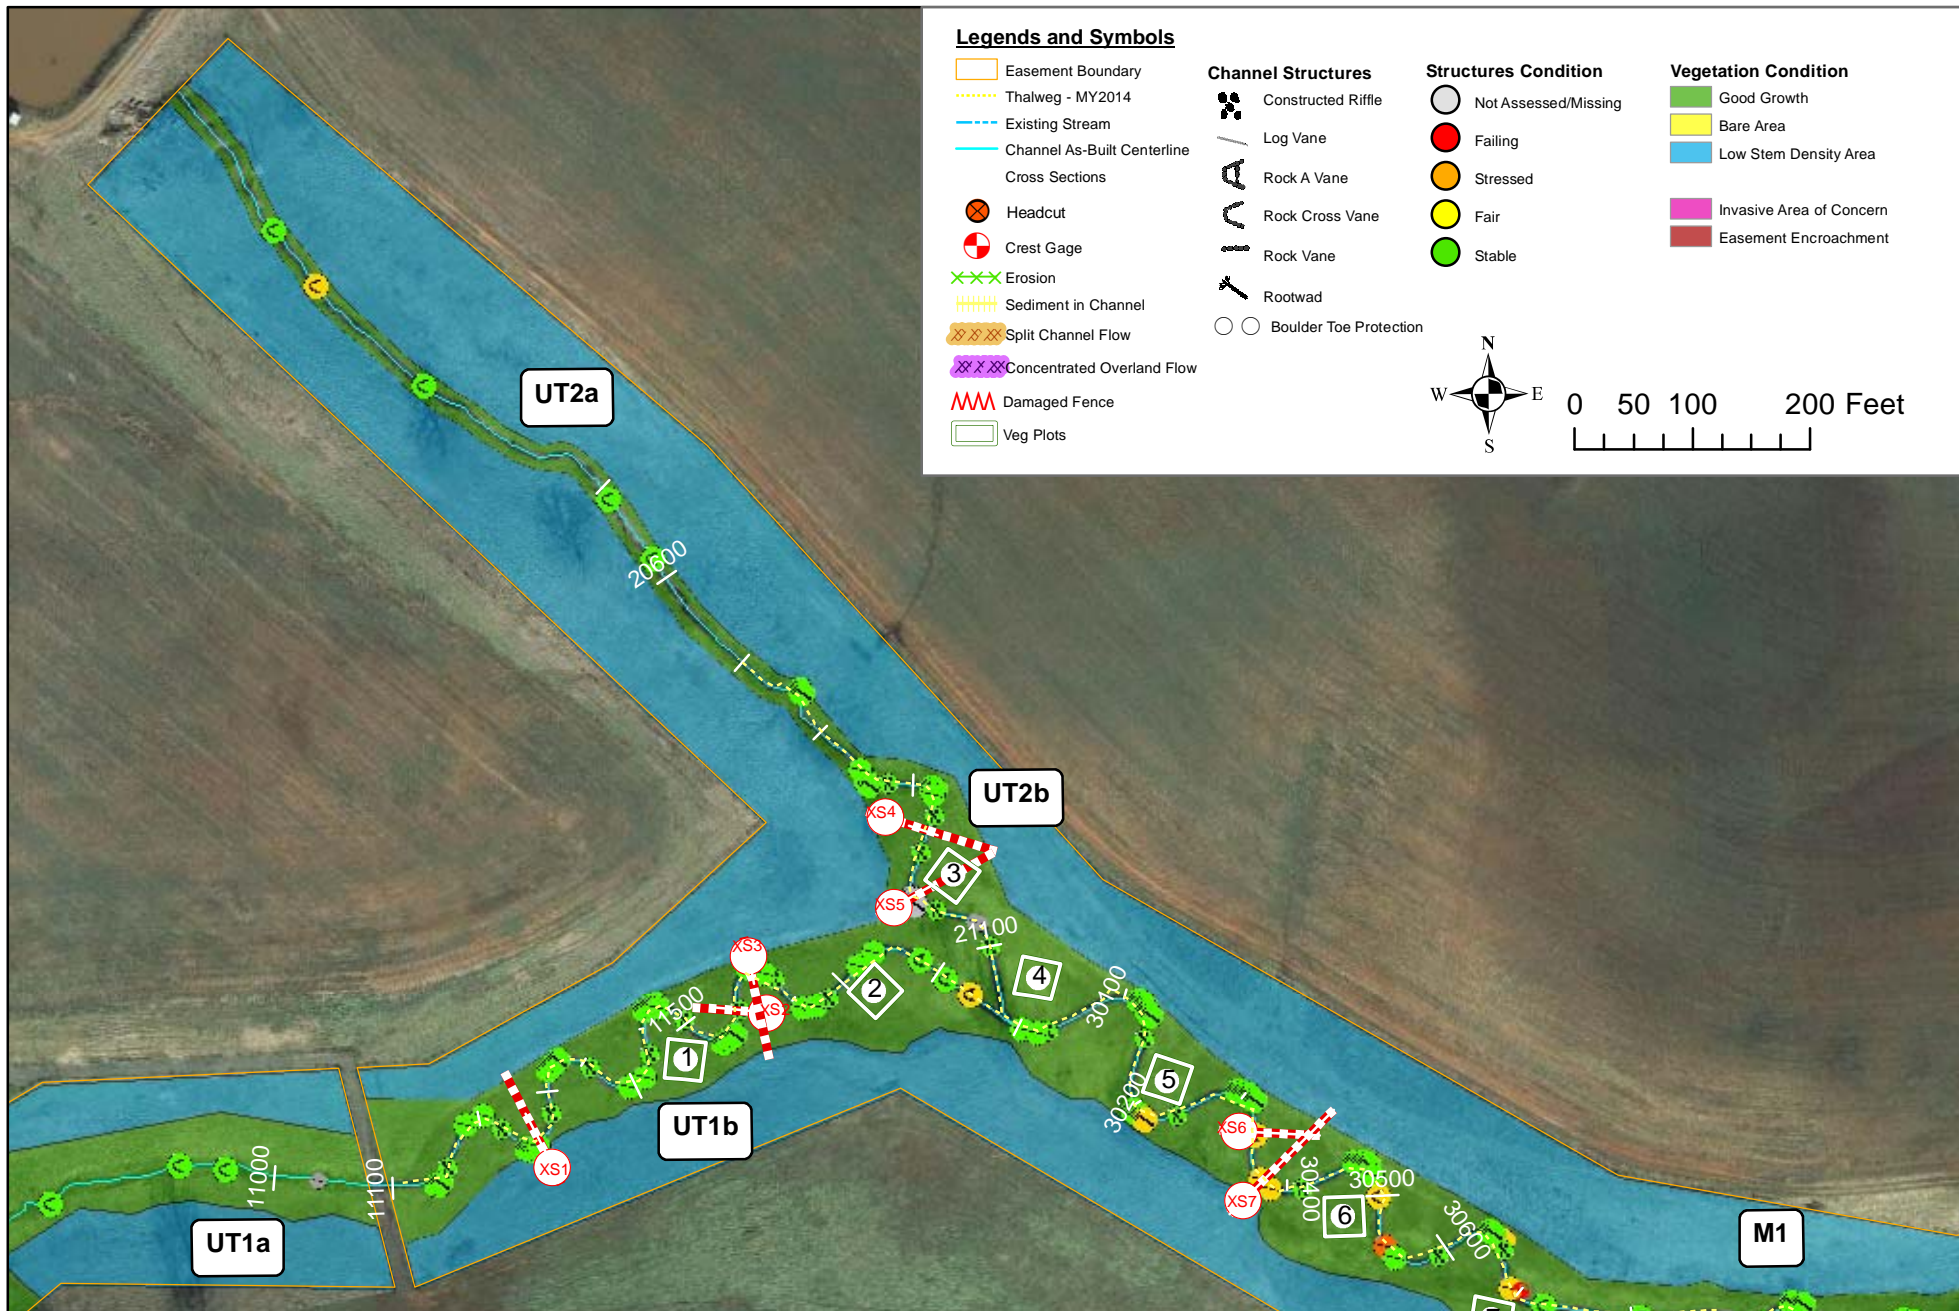 Legends and Symbols
Easement Boundary
Thalweg - MY2014
Existing Stream
Channel As-Built Centerline
Cross Sections
Headcut
Crest Gage
Erosion
Sediment in Channel
Split Channel Flow
Concentrated Overland Flow
Damaged Fence
Veg Plots
Channel Structures
Constructed Riffle
Log Vane
Rock A Vane
Rock Cross Vane
Rock Vane
Rootwad
Boulder Toe Protection
Structures Condition
Not Assessed/Missing
Failing
Stressed
Fair
Stable
Vegetation Condition
Good Growth
Bare Area
Low Stem Density Area
Invasive Area of Concern
Easement Encroachment
N
W E
S
0 50 100 200 Feet
UT2a
20600
UT2b
XS4
3
XS5
21100
XS3
2
4
30100
11500
XS2
1
5
30200
UT1b
XS6
XS1
11000
11100
30400
30500
XS7
6
30600
UT1a
M1